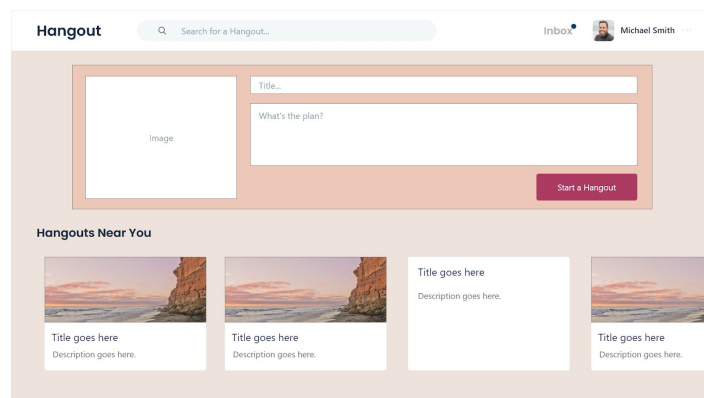 Hangout
Search for a Hangout...
Inbox
Michael Smith
Title...
What's the plan?
Image
Start a Hangout
Hangouts Near You
Title goes here
Description goes here.
Title goes here
Description goes here.
Title goes here
Description goes here.
Title goes here
Description goes here.